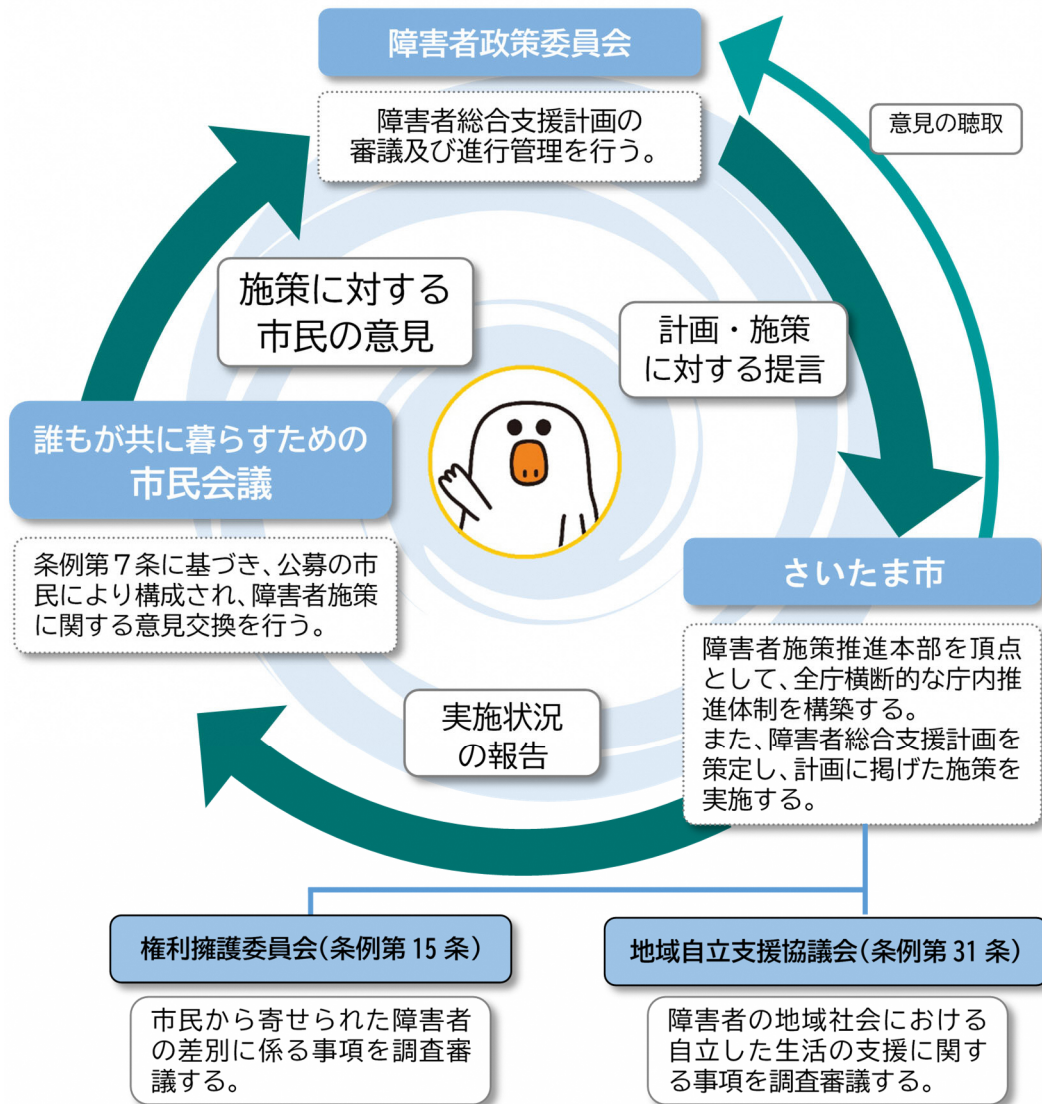 障害者政策委員会
障害者総合支援計画の
審議及び進行管理を行う。
意見の聴取
施策に対する
市民の意見
計画・施策
に対する提言
誰もが共に暮らすための
市民会議
条例第７条に基づき、公募の市
民により構成され、障害者施策
に関する意見交換を行う。
さいたま市
障害者施策推進本部を頂点
として、全庁横断的な庁内推
進体制を構築する。
また、障害者総合支援計画を
策定し、計画に掲げた施策を
実施する。
実施状況
の報告
権利擁護委員会（条例第 15 条）
市民から寄せられた障害者
の差別に係る事項を調査審
議する。
地域自立支援協議会（条例第 31 条）
障害者の地域社会における
自立した生活の支援に関す
る事項を調査審議する。